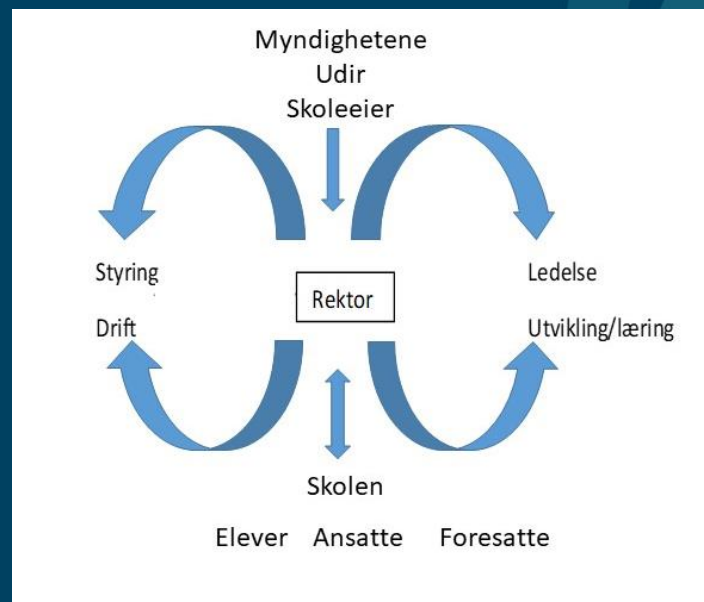 Myndighetene
Udir
Skoleeier
Styring
Ledelse
Rektor
Drift
Utvikling/læring
Skolen
Elever Ansatte Foresatte